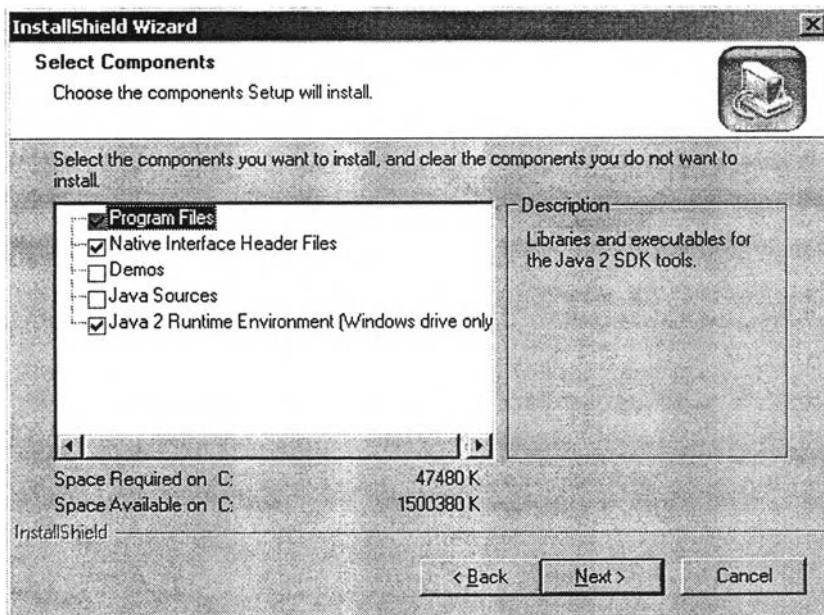 InstallShield Wizard
Select Components
Choose the components Setup will install.
Select the components you want to install, and clear the components you do not want to
install.
Program Files
Native Interface Header Files
Demos
Java Sources
Java 2 Runtime Environment (Windows drive only
Description
Libraries and executables for
the Java 2 SDK tools.
Space Required on C: 47480 K
Space Available on C: 1500380 K
InstallShield
< Back
Next >
Cancel